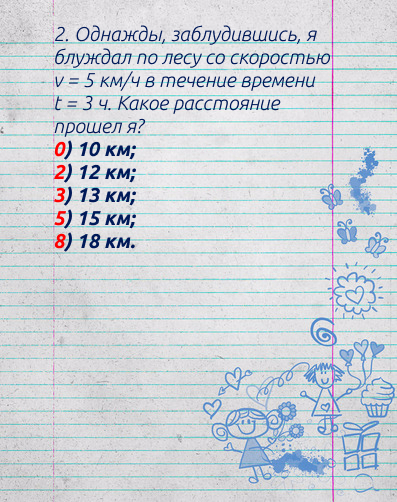 2. Однажды, заблудившись, я
блуждал по лесу со скоростью
v = 5 км/ч в течение времени
t = 3 ч. Какое расстояние
прошел я?
0) 10 км;
2) 12 км;
3) 13 км;
5) 15 км;
8) 18 км.